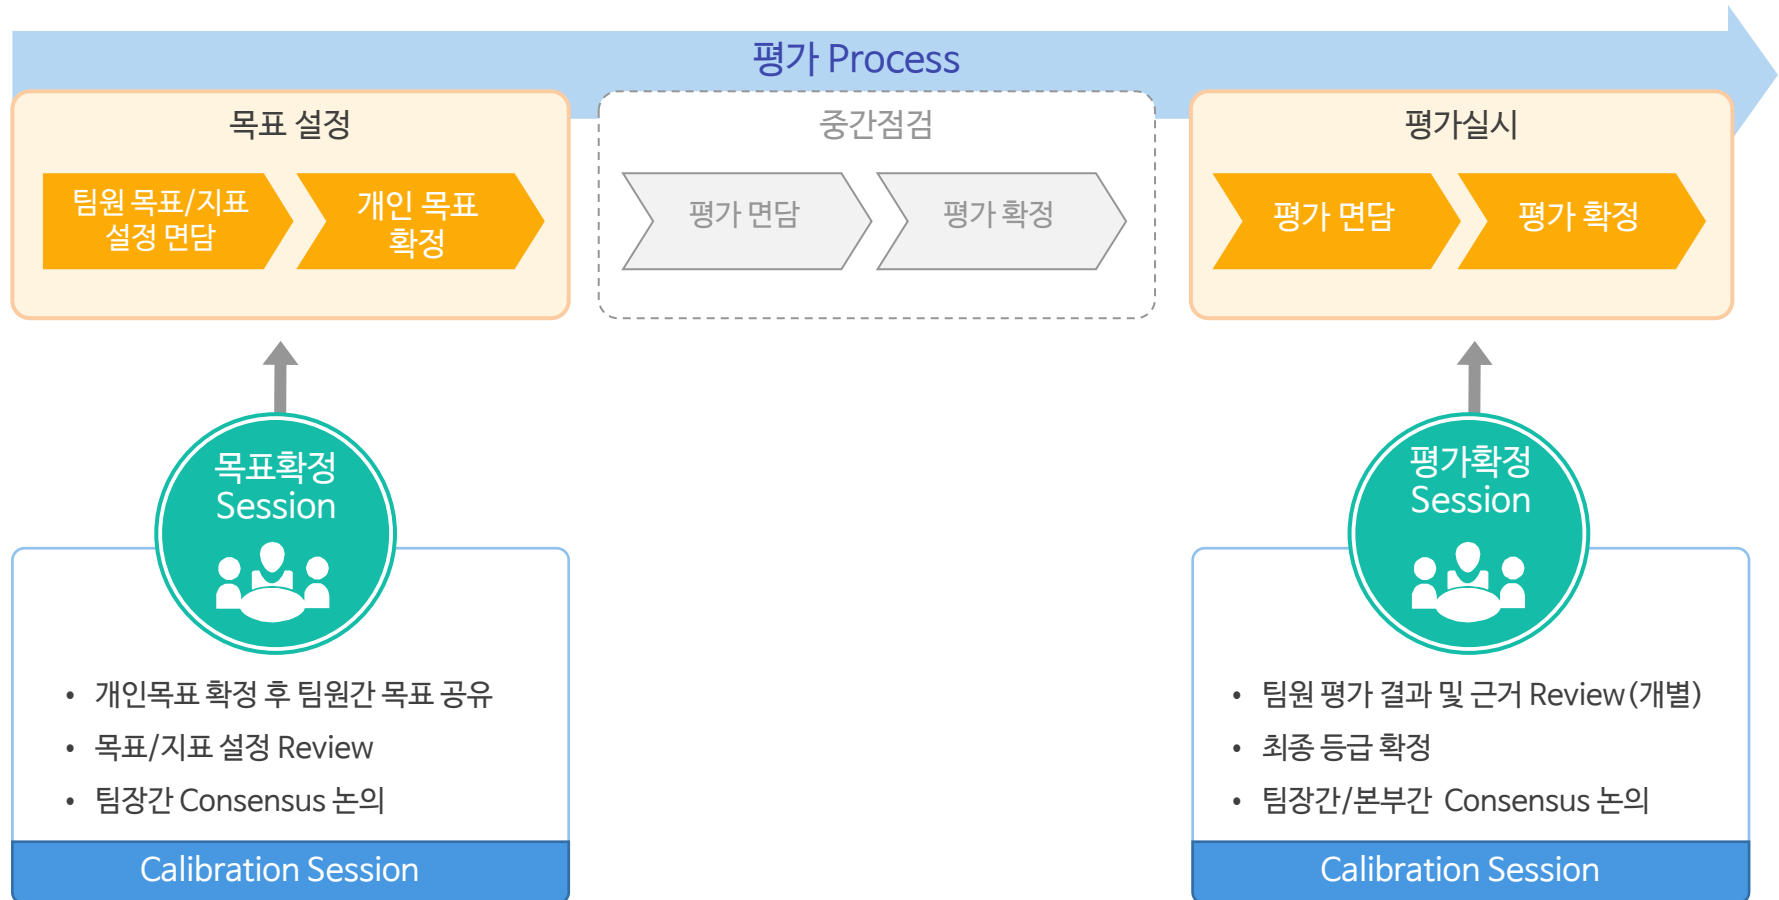 평가 Process
목표 설정
팀원 목표/지표
설정 면담
개인 목표
확정
중간점검
평가 면담
평가 확정
평가실시
평가 면담
평가 확정
목표확정
Session
• 개인목표 확정 후 팀원간 목표 공유
• 목표/지표 설정 Review
• 팀장간 Consensus 논의
Calibration Session
평가확정
Session
• 팀원 평가 결과 및 근거 Review(개별)
• 최종 등급 확정
• 팀장간/본부간 Consensus 논의
Calibration Session